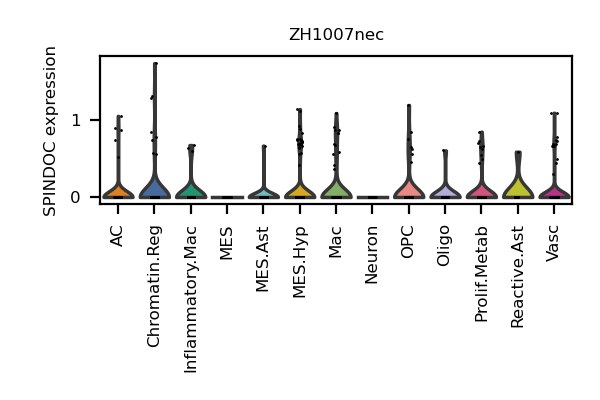 ZH1007nec
SPINDOC expression
1
0
AC
Chromatin.Reg
Inflammatory.Mac
MES
MES.Ast
MES.Hyp
Mac
Neuron
OPC
Oligo
Prolif.Metab
Reactive.Ast
Vasc